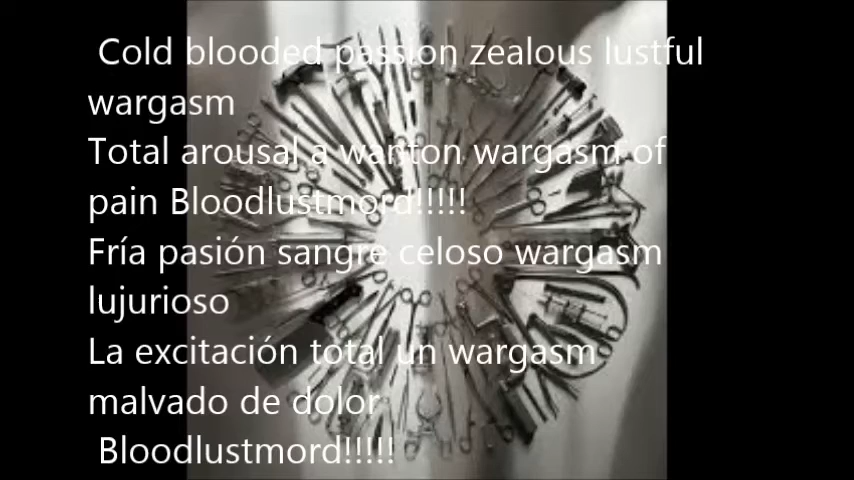 Cold blooded passion zealous lustful
wargasm
Total arousal a wanton wargasm of
pain Bloodlustmord!!!!!
Fría pasión sangre celoso wargasm
lujurioso
La excitación total un wargasm
malvado de dolor
Bloodlustmord!!!!!